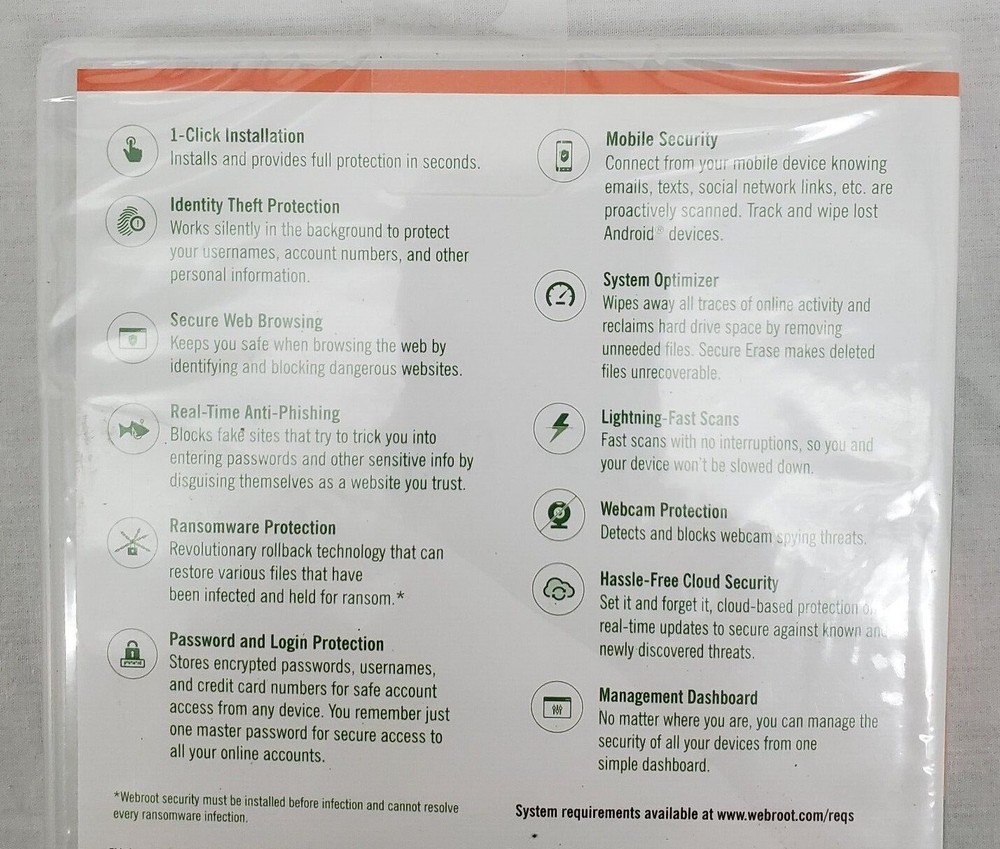 1-Click Installation
Installs and provides full protection in seconds.
Identity Theft Protection
Works silently in the background to protect
your usernames, account numbers, and other
personal information.
Secure Web Browsing
Keeps you safe when browsing the web by
identifying and blocking dangerous websites.
Real-Time Anti-Phishing
Blocks fake sites that try to trick you into
entering passwords and other sensitive info by
disguising themselves as a website you trust.
Ransomware Protection
Revolutionary rollback technology that can
restore various files that have
been infected and held for ransom.*
Password and Login Protection
Stores encrypted passwords, usernames,
and credit card numbers for safe account
access from any device. You remember just
one master password for secure access to
all your online accounts.
*Webroot security must be installed before infection and cannot resolve
every ransomware infection.
Mobile Security
Connect from your mobile device knowing
emails, texts, social network links, etc. are
proactively scanned. Track and wipe lost
Android® devices.
System Optimizer
Wipes away all traces of online activity and
reclaims hard drive space by removing
unneeded files. Secure Erase makes deleted
files unrecoverable.
Lightning-Fast Scans
Fast scans with no interruptions, so you and
your device won't be slowed down.
Webcam Protection
Detects and blocks webcam spying threats.
Hassle-Free Cloud Security
Set it and forget it, cloud-based protection
real-time updates to secure against known and
newly discovered threats.
Management Dashboard
No matter where you are, you can manage the
security of all your devices from one
simple dashboard.
System requirements available at www.webroot.com/reqs